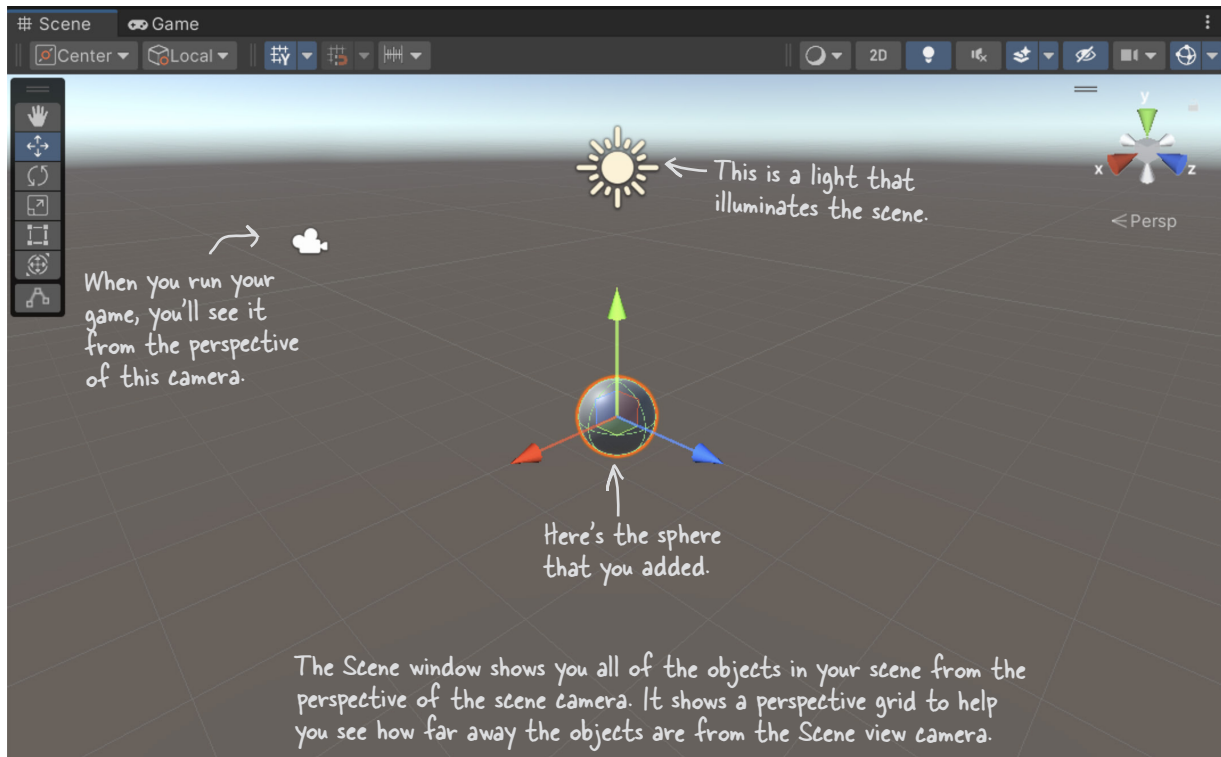 Scene Game
Center Local 2D
y
x z
Persp
This is a light that
illuminates the scene.
When you run your
game, you'll see it
from the perspective
of this camera.
Here's the sphere
that you added.
The Scene window shows you all of the objects in your scene from the
perspective of the scene camera. It shows a perspective grid to help
you see how far away the objects are from the Scene view camera.